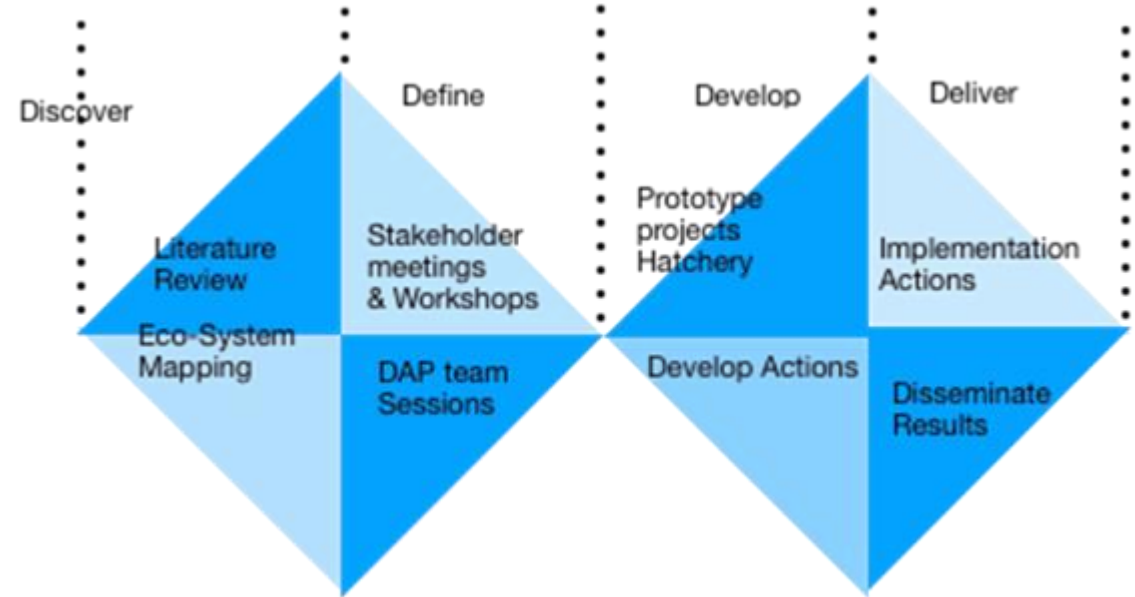 Discover
Define
Develop
Deliver
Literature
Review
Stakeholder
meetings
& Workshops
Prototype
projects
Hatchery
Implementation
Actions
Eco-System
Mapping
DAP team
Sessions
Develop Actions
Disseminate
Results